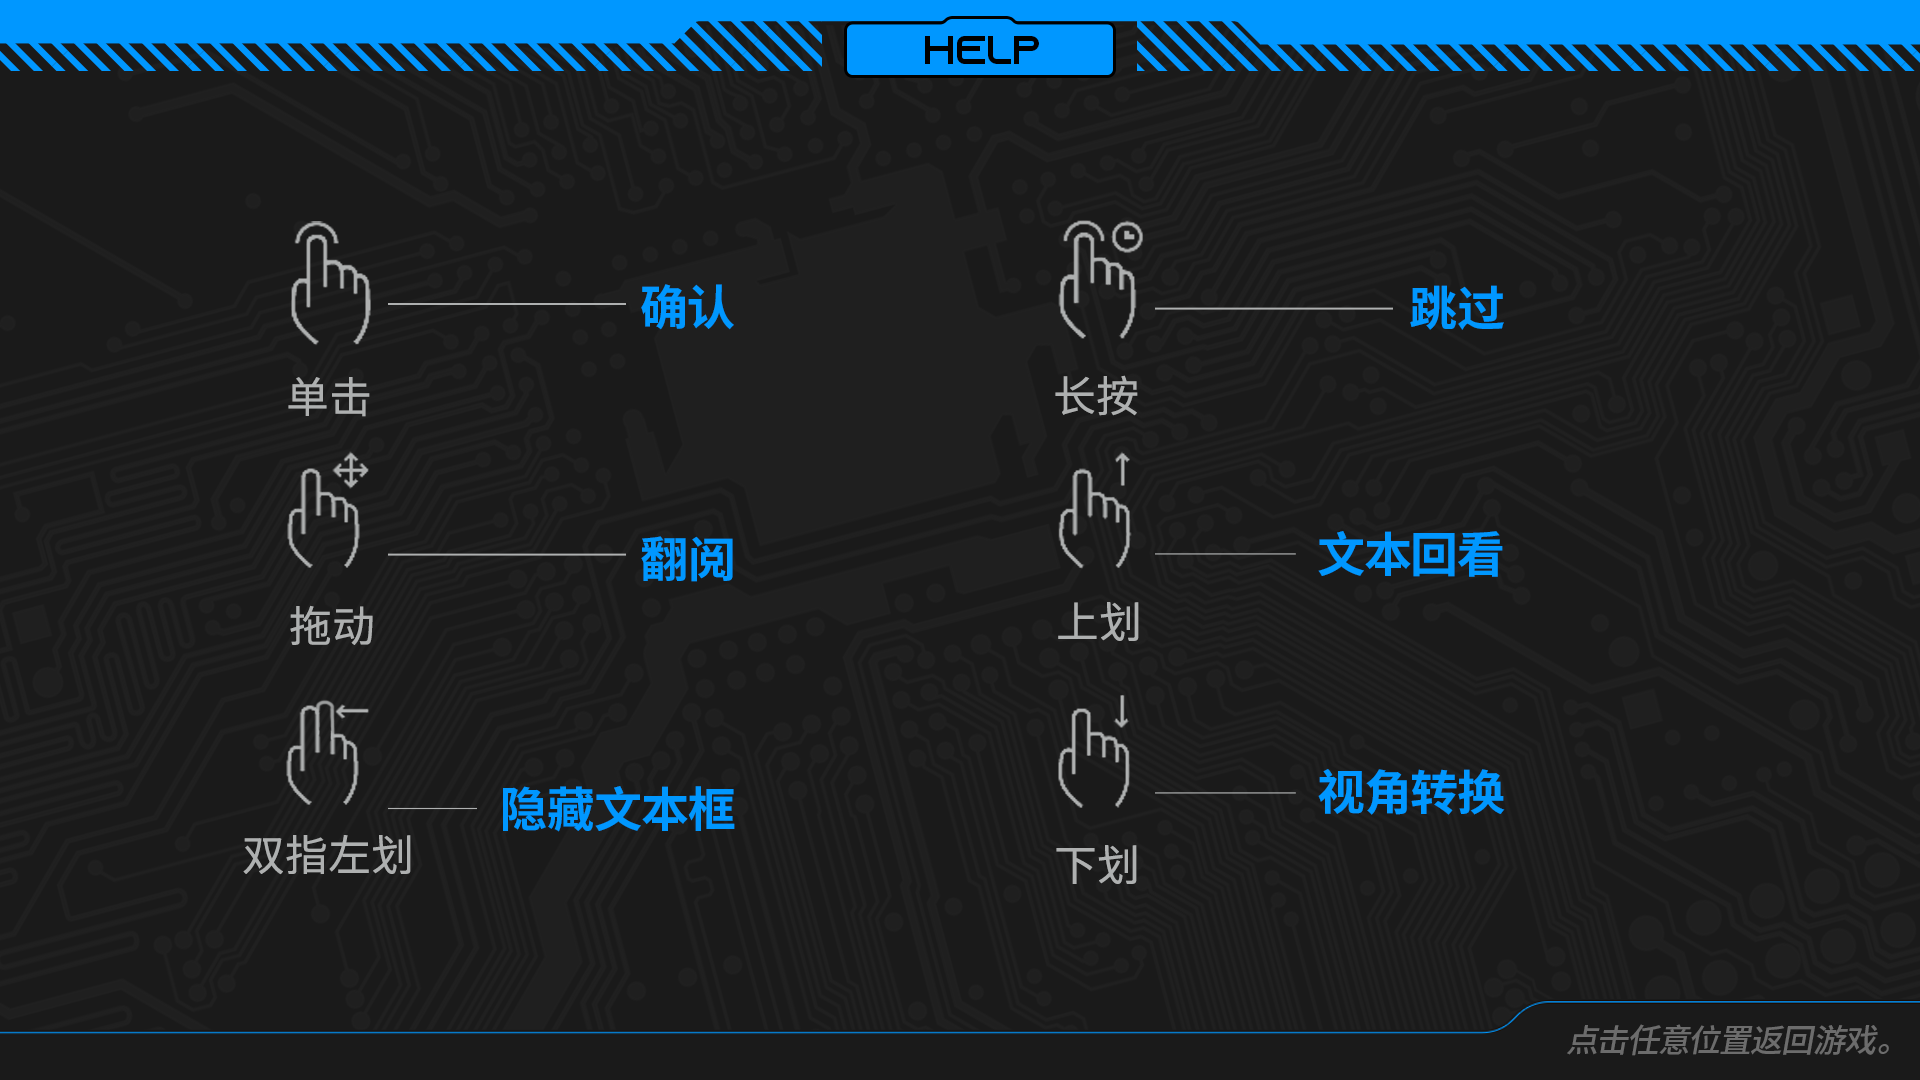 HELP
确认
单击
跳过
长按
翻阅
拖动
文本回看
上划
隐藏文本框
双指左划
视角转换
下划
点击任意位置返回游戏。